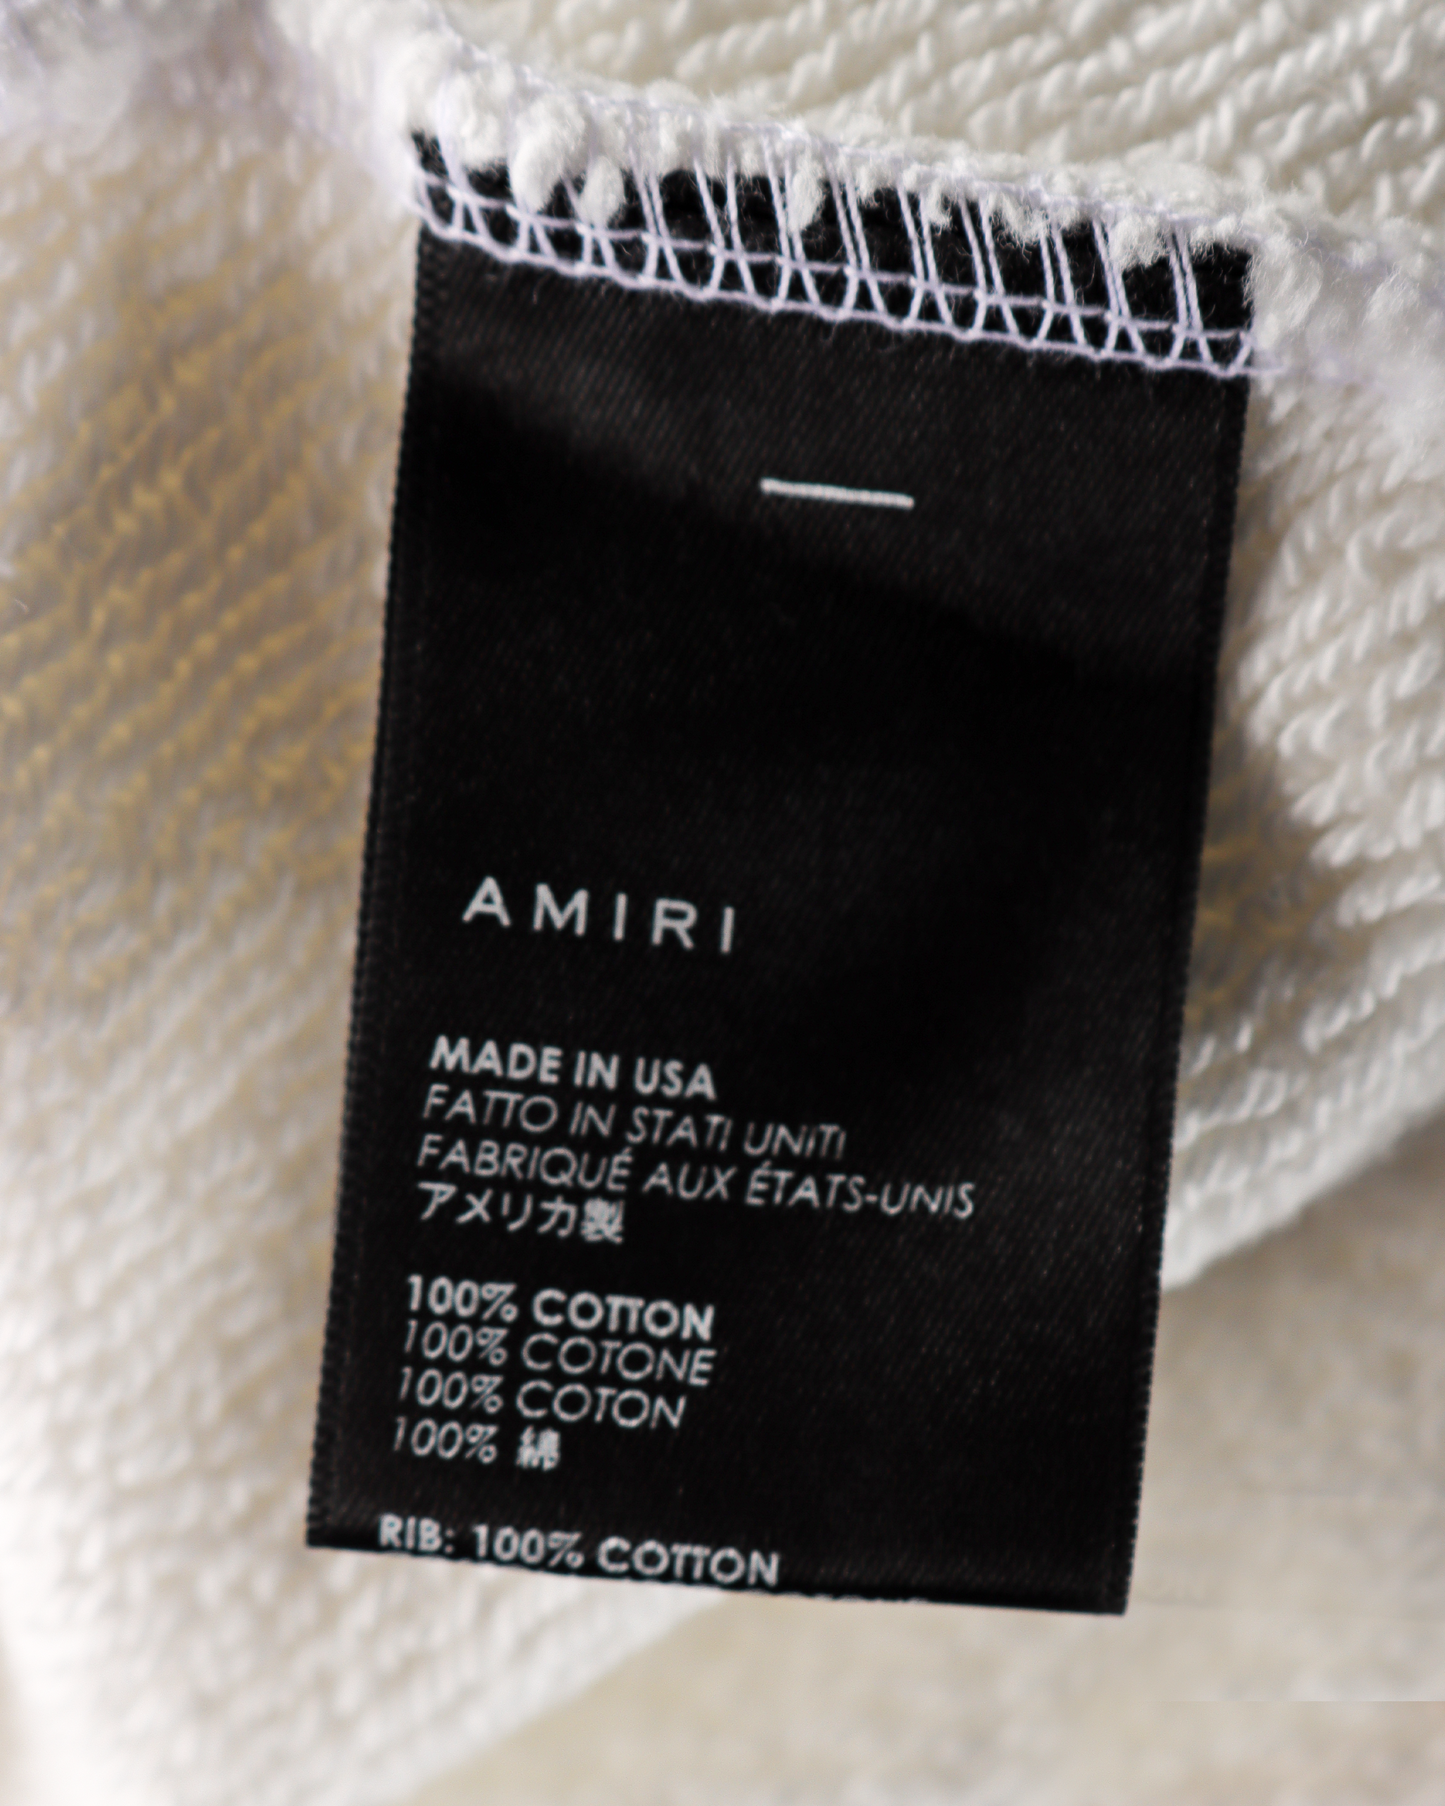 AMIRI
MADE IN USA
FATTO IN STATI UNITI
FABRIQUÉ AUX ÉTATS-UNIS
アメリカ製
100% COTTON
100% COTONE
100% COTON
100% 綿
RIB: 100% COTTON